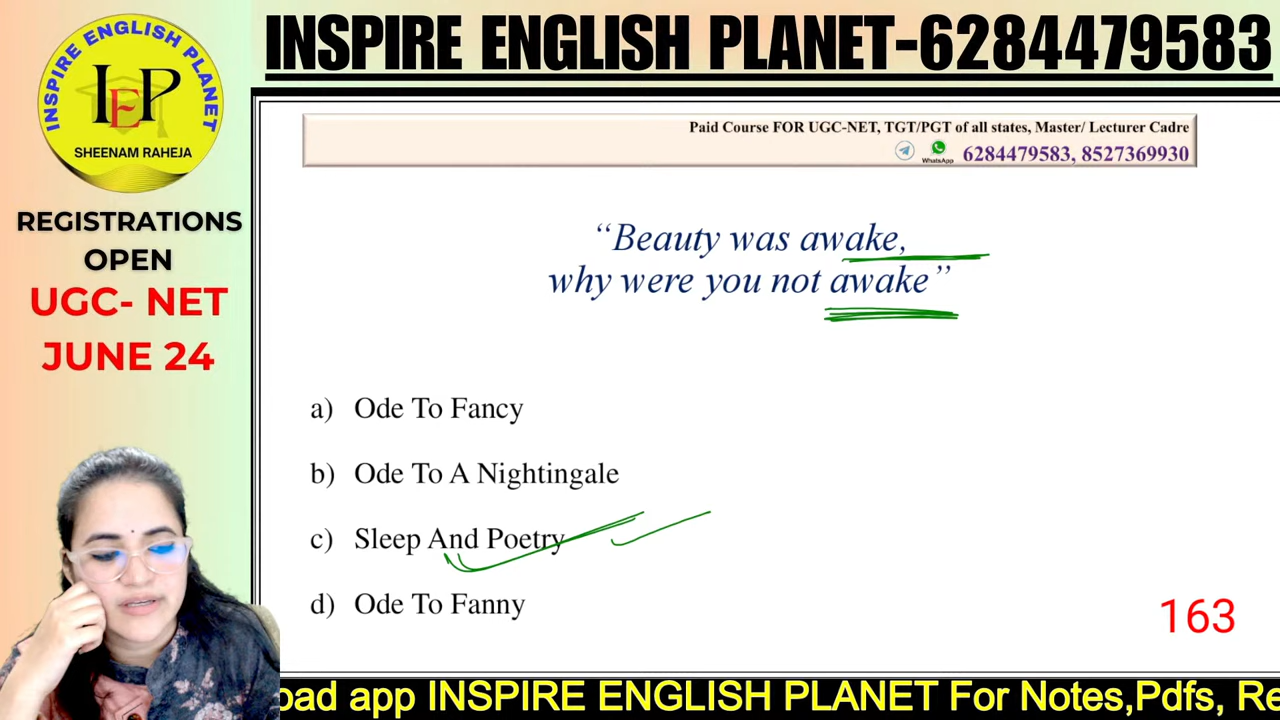 INSPIRE ENGLISH PLANET-6284479583
INSPIRE ENGLISH PLANET
IEP
SHEENAM RAHEJA
Paid Course FOR UGC-NET, TGT/PGT of all states, Master/ Lecturer Cadre
WhatsApp 6284479583, 8527369930
REGISTRATIONS
OPEN
UGC- NET
JUNE 24
“Beauty was awake,
why were you not awake”
a) Ode To Fancy
b) Ode To A Nightingale
c) Sleep And Poetry
d) Ode To Fanny
163
oad app INSPIRE ENGLISH PLANET For Notes,Pdfs, Re